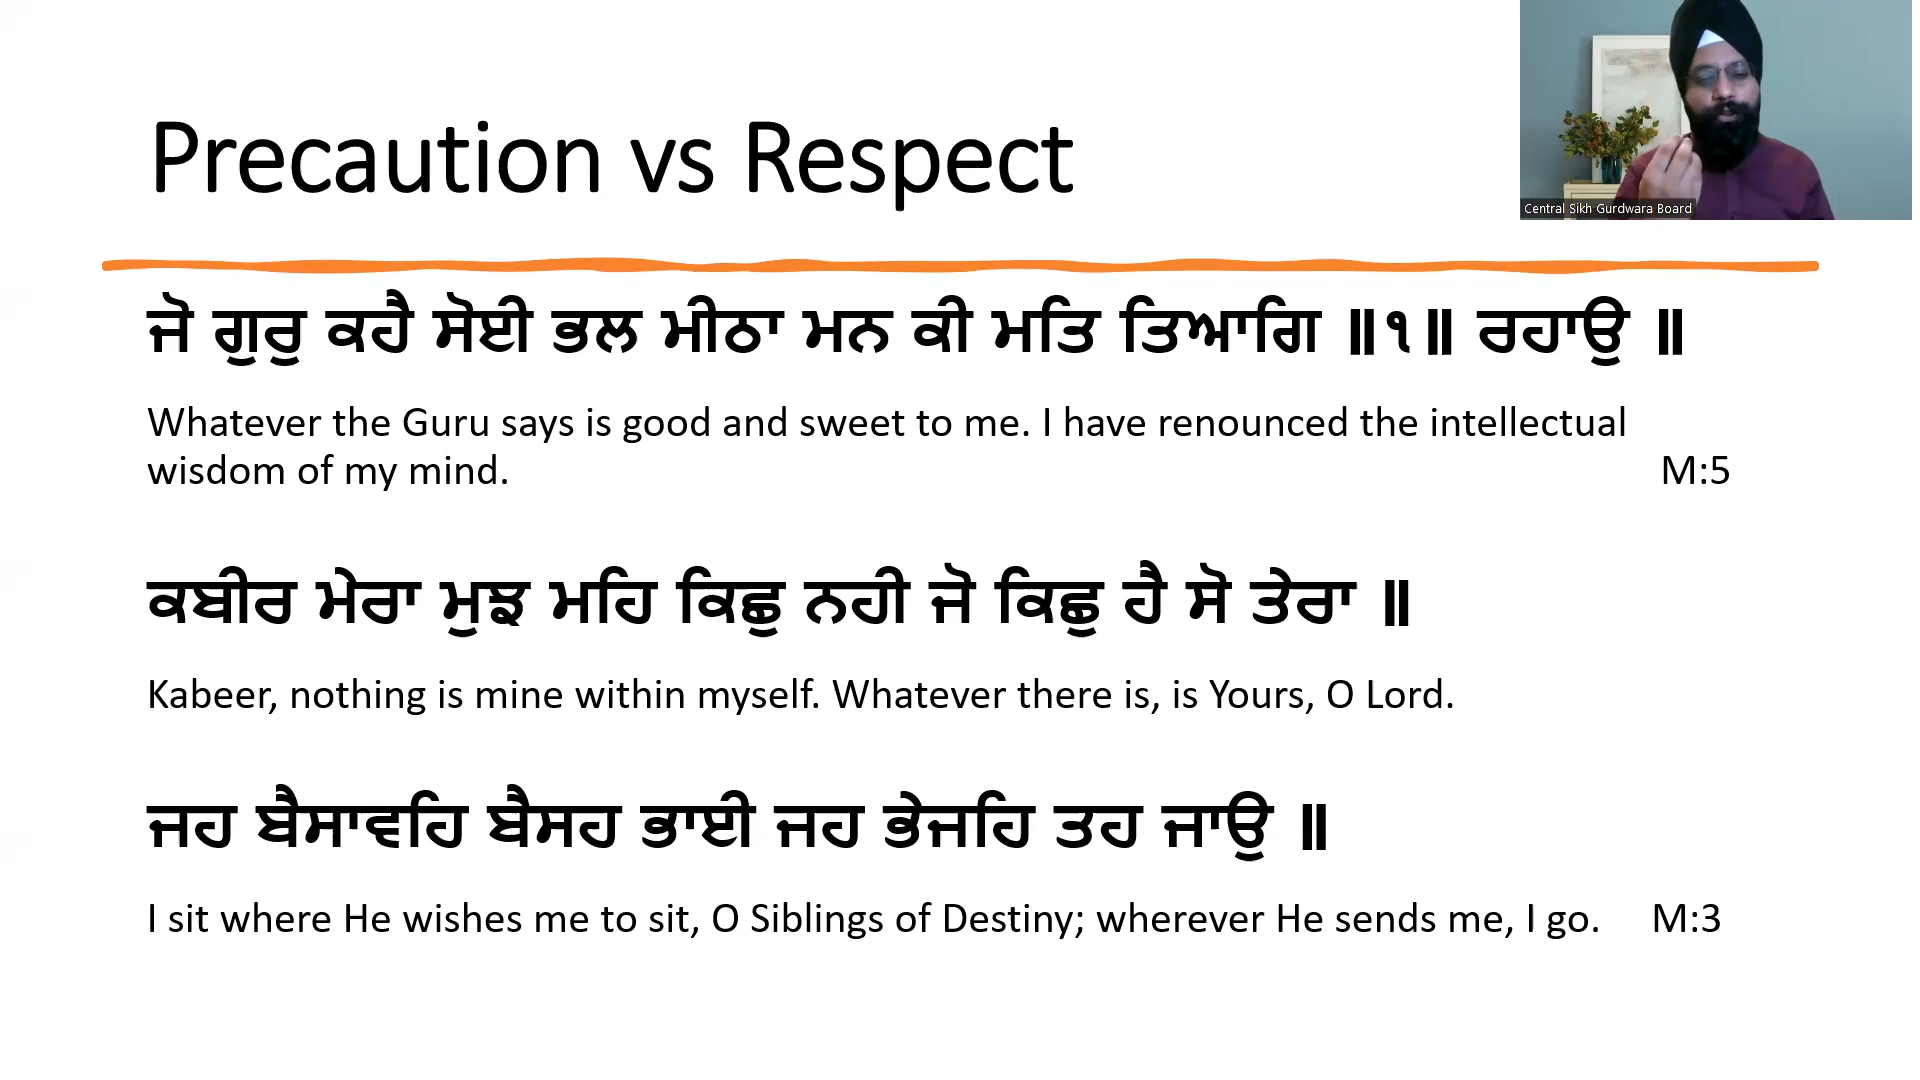 Precaution vs Respect
Central Sikh Gurdwara Board
ਜੋ ਗੁਰੁ ਕਹੈ ਸੋਈ ਭਲ ਮੀਠਾ ਮਨ ਕੀ ਮਤਿ ਤਿਆਗਿ ॥੧॥ ਰਹਾਉ ॥
Whatever the Guru says is good and sweet to me. I have renounced the intellectual
wisdom of my mind. M:5
ਕਬੀਰ ਮੇਰਾ ਮੁਝ ਮਹਿ ਕਿਛੁ ਨਹੀ ਜੋ ਕਿਛੁ ਹੈ ਸੋ ਤੇਰਾ ॥
Kabeer, nothing is mine within myself. Whatever there is, is Yours, O Lord.
ਜਹ ਬੈਸਾਵਹਿ ਬੈਸਹ ਭਾਈ ਜਹ ਭੇਜਹਿ ਤਹ ਜਾਉ ॥
I sit where He wishes me to sit, O Siblings of Destiny; wherever He sends me, I go. M:3